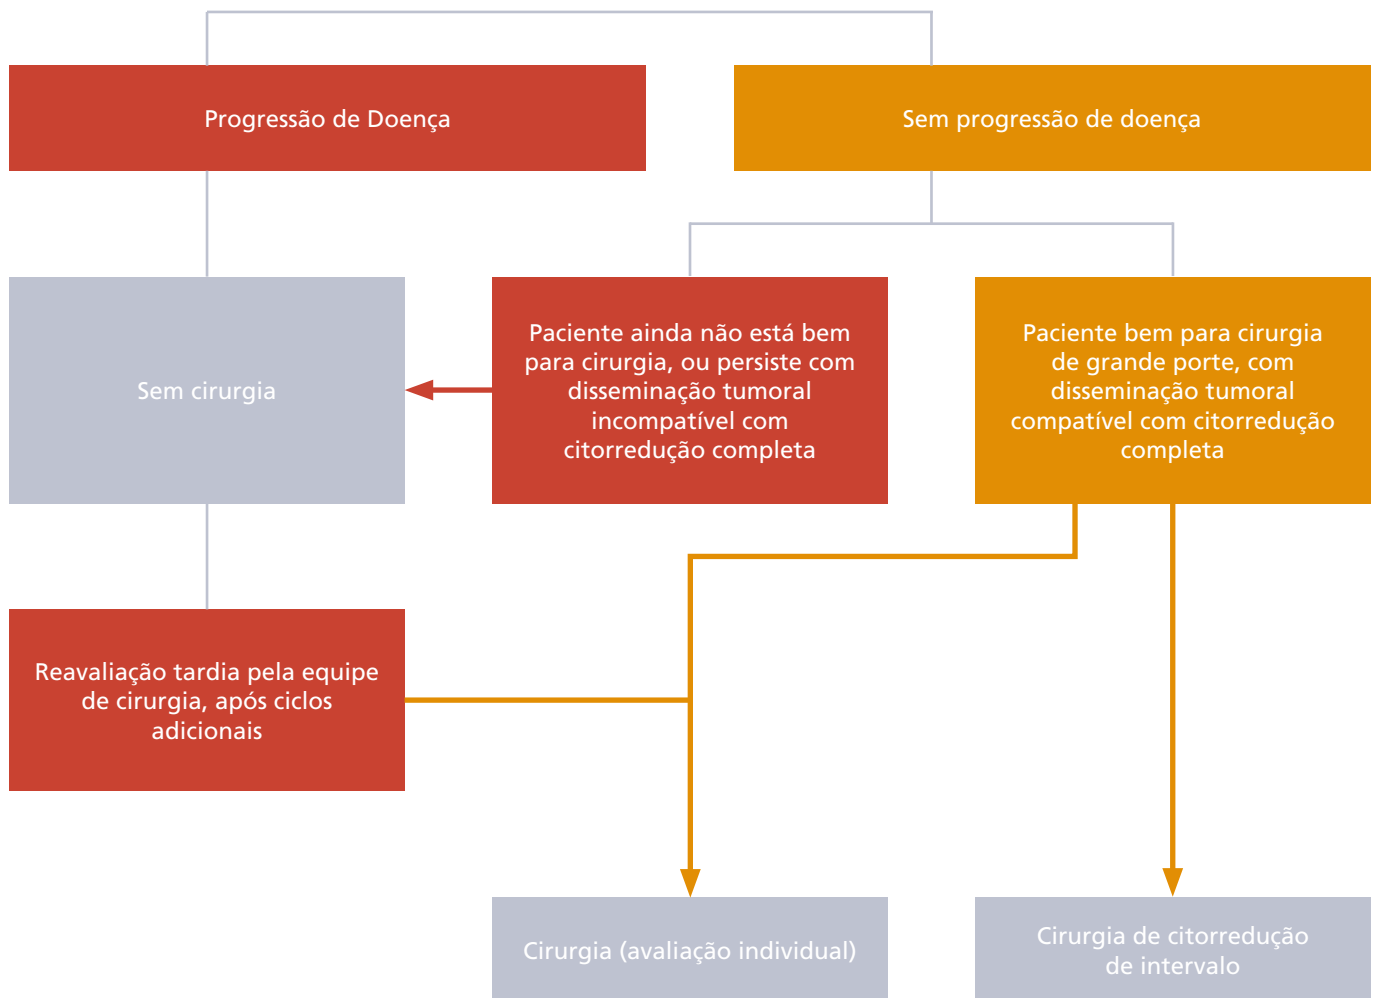 Progressão de Doença
Sem progressão de doença
Sem cirurgia
Paciente ainda não está bem
para cirurgia, ou persiste com
disseminação tumoral
incompatível com
citorredução completa
Paciente bem para cirurgia
de grande porte, com
disseminação tumoral
compatível com citorredução
completa
Reavaliação tardia pela equipe
de cirurgia, após ciclos
adicionais
Cirurgia (avaliação individual)
Cirurgia de citorredução
de intervalo